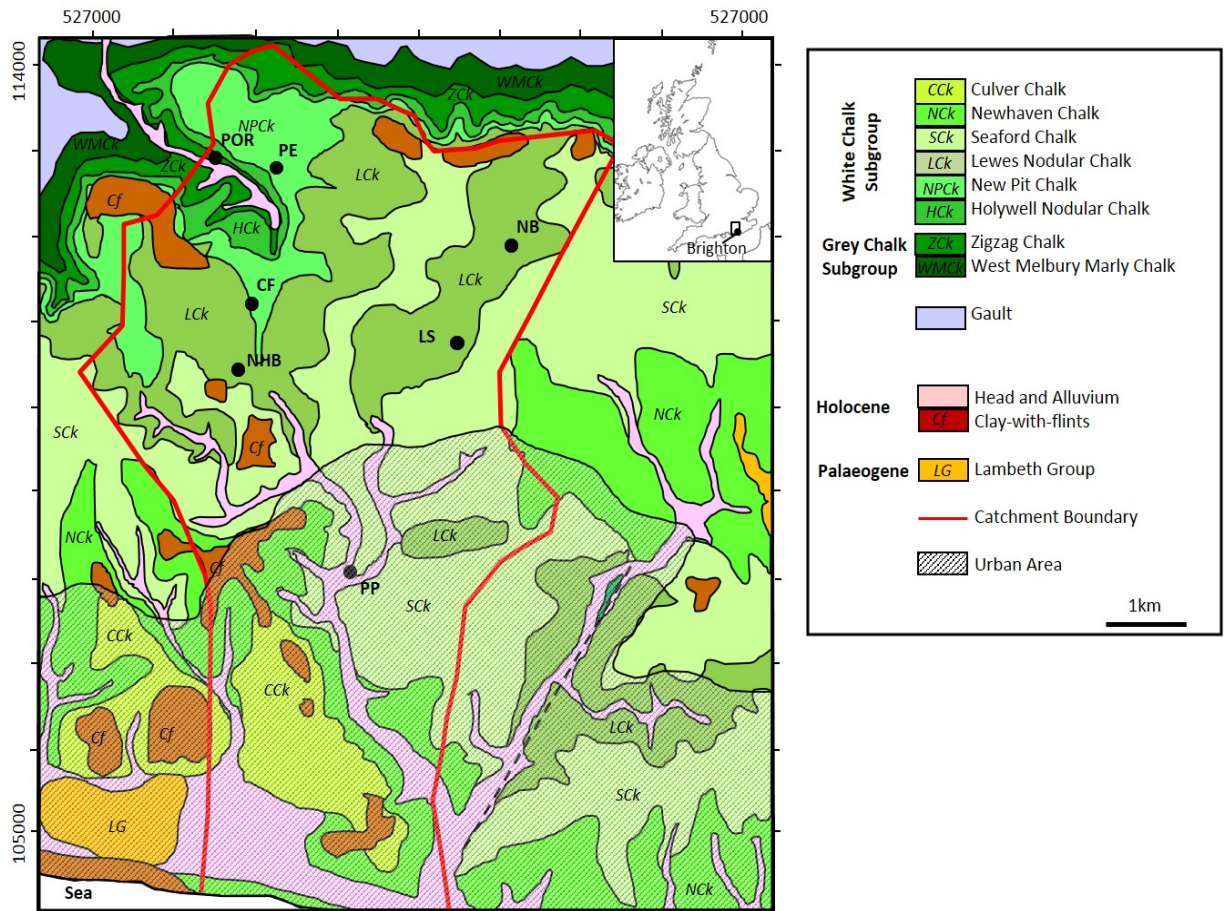 527000
527000
114000
105000
WMCk
ZCk
NPCk
POR
PE
WMCk
ZCk
LCk
Cf
HCk
NB
Brighton
CF
LCk
LCk
SCk
LS
NHB
NCk
SCk
Cf
LCk
NCk
Cf
PP
SCk
CCk
CCk
LCk
Cf
Cf
SCk
LG
Sea
NCk
White Chalk
Subgroup
CCk Culver Chalk
NCk Newhaven Chalk
SCk Seaford Chalk
LCk Lewes Nodular Chalk
NPCk New Pit Chalk
HCk Holywell Nodular Chalk
Grey Chalk
Subgroup
ZCk Zigzag Chalk
WMCk West Melbury Marly Chalk
Gault
Holocene
Head and Alluvium
Cf Clay-with-flints
Palaeogene
LG Lambeth Group
Catchment Boundary
Urban Area
1km